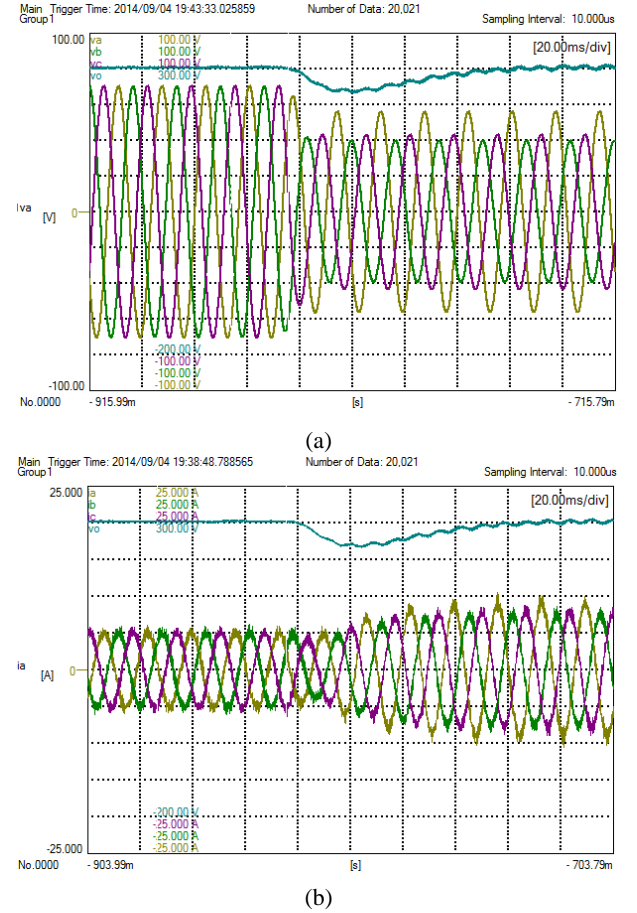 Main Trigger Time: 2014/09/04 19:43:33.025859 Number of Data: 20,021
Group1 Sampling Interval: 10.000us
100.00 va 100.00 V [20.00ms/div]
vb 100.00 V
vc 100.00 V
vo 300.00 V
va [V] 0
-200.00 V
-100.00 V
-100.00 V
-100.00 -100.00 V
No.0000 - 915.99m [s] - 715.79m
(a)
Main Trigger Time: 2014/09/04 19:38:48.788565 Number of Data: 20,021
Group1 Sampling Interval: 10.000us
25.000 ia 25.000 A [20.00ms/div]
ib 25.000 A
ic 25.000 A
vo 300.00 V
ia [A] 0
-200.00 V
-25.000 A
-25.000 A
-25.000 -25.000 A
No.0000 - 903.99m [s] - 703.79m
(b)